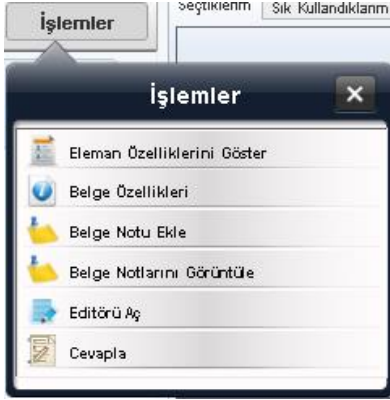 Seçtiklerim
Sık Kullandıklarım
İşlemler
İşlemler
Eleman Özelliklerini Göster
Belge Özellikleri
Belge Notu Ekle
Belge Notlarını Görüntüle
Editörü Aç
Cevapla